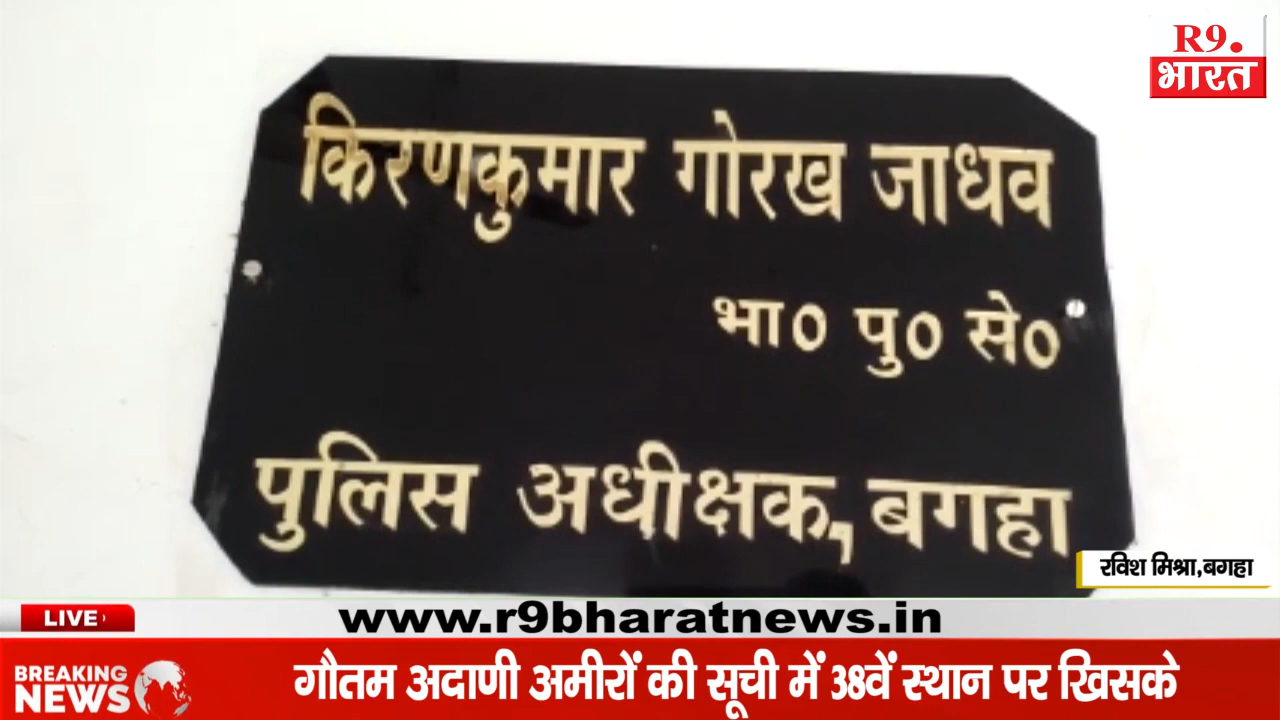 R9.
भारत
किरणकुमार गोरख जाधव
भा० पु० से०
पुलिस अधीक्षक, बगहा
रविश मिश्रा,बगहा
LIVE
www.r9bharatnews.in
BREAKING
NEWS
गौतम अदाणी अमीरों की सूची में 38वें स्थान पर खिसके